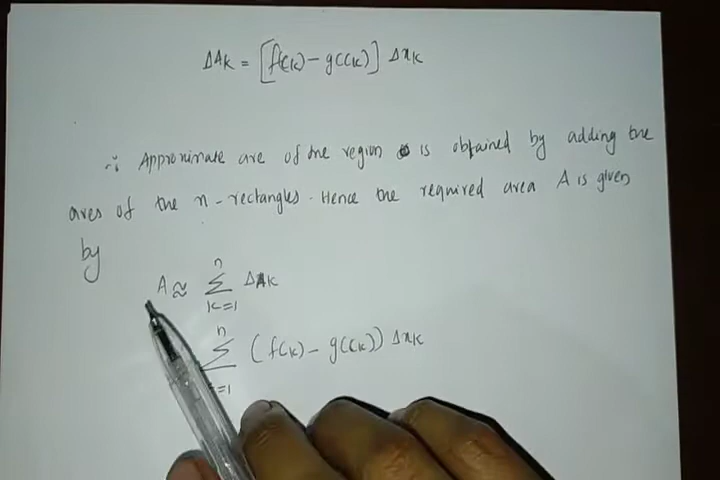 ΔAk = [f(ck) - g(ck)] Δxk
∴ Approximate are of the region is obtained by adding the
ares of the n-rectangles. Hence the required area A is given
by
A ≈ n Σ k=1 ΔAk
n Σ =1 (f(ck) - g(ck)) Δxk